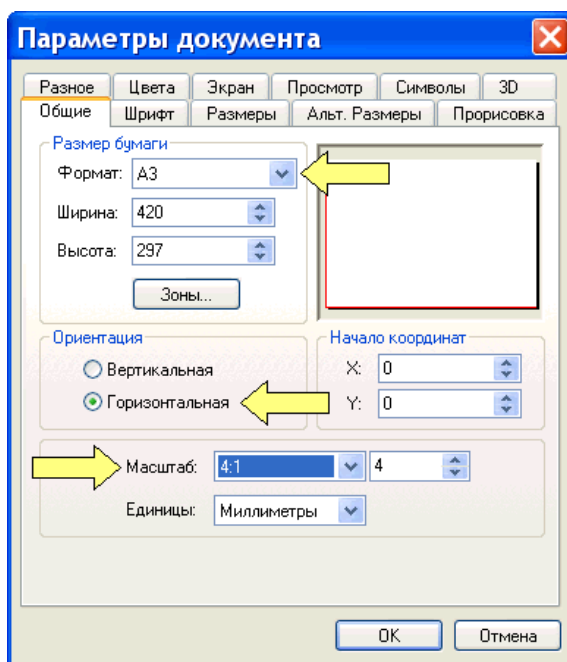 Параметры документа
Разное Цвета Экран Просмотр Символы 3D
Общие Шрифт Размеры Альт. Размеры Прорисовка
Размер бумаги
Формат: A3
Ширина: 420
Высота: 297
Зоны...
Ориентация Начало координат
Вертикальная X: 0
Горизонтальная Y: 0
Масштаб: 4:1 4
Единицы: Миллиметры
OK Отмена